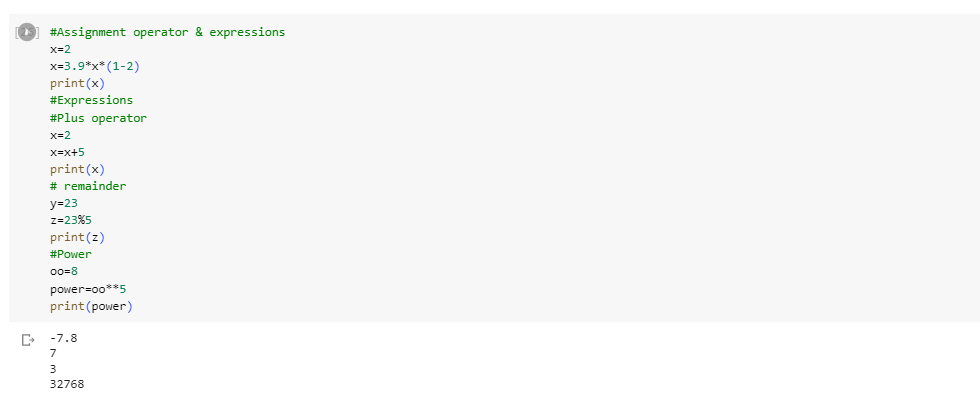 #Assignment operator & expressions
x=2
x=3.9*x*(1-2)
print(x)
#Expressions
#Plus operator
x=2
x=x+5
print(x)
# remainder
y=23
z=23%5
print(z)
#Power
oo=8
power=oo**5
print(power)
-7.8
7
3
32768